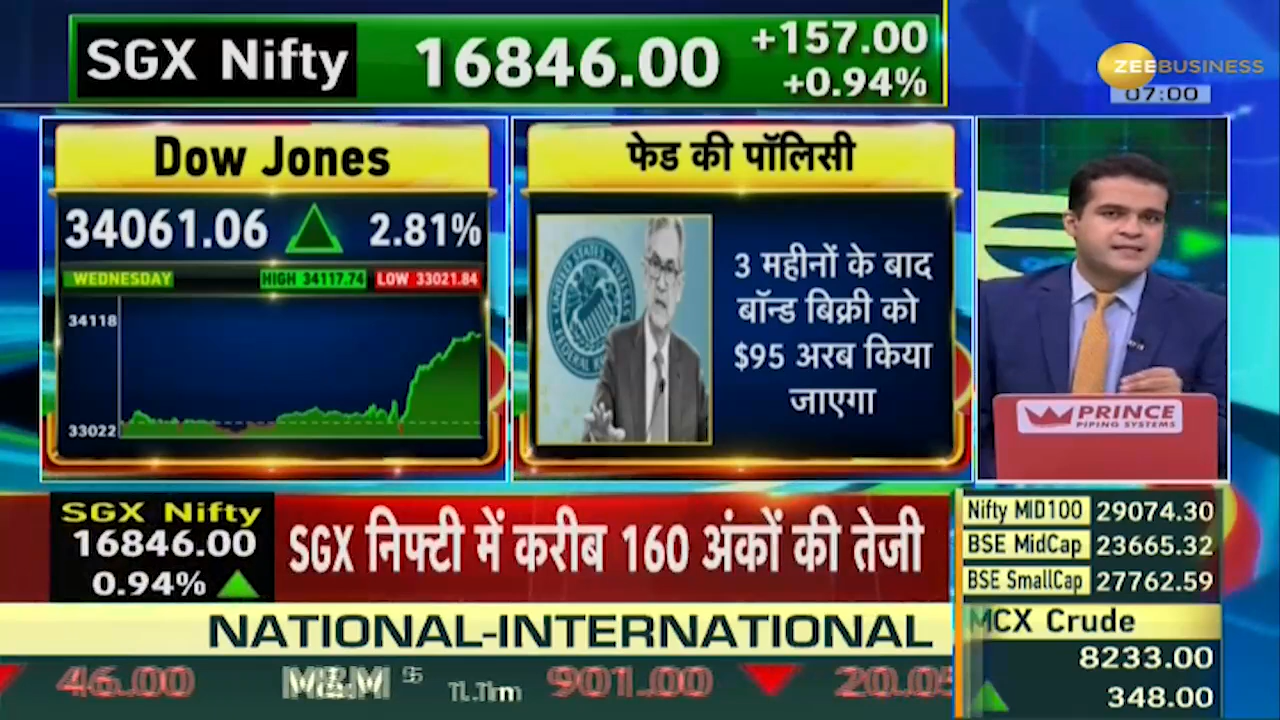 SGX Nifty
16846.00
+157.00
+0.94%
ZEEBUSINESS
07:00
Dow Jones
34061.06
2.81%
WEDNESDAY
HIGH 34117.74
LOW 33021.84
34118
33022
फेड की पॉलिसी
3 महीनों के बाद
बॉन्ड बिक्री को
$95 अरब किया
जाएगा
PRINCE
PIPING SYSTEMS
SGX Nifty
16846.00
0.94%
SGX निफ्टी में करीब 160 अंकों की तेजी
Nifty MID100 29074.30
BSE MidCap 23665.32
BSE SmallCap 27762.59
MCX Crude
8233.00
348.00
NATIONAL-INTERNATIONAL
46.00 M&M 901.00 20.05